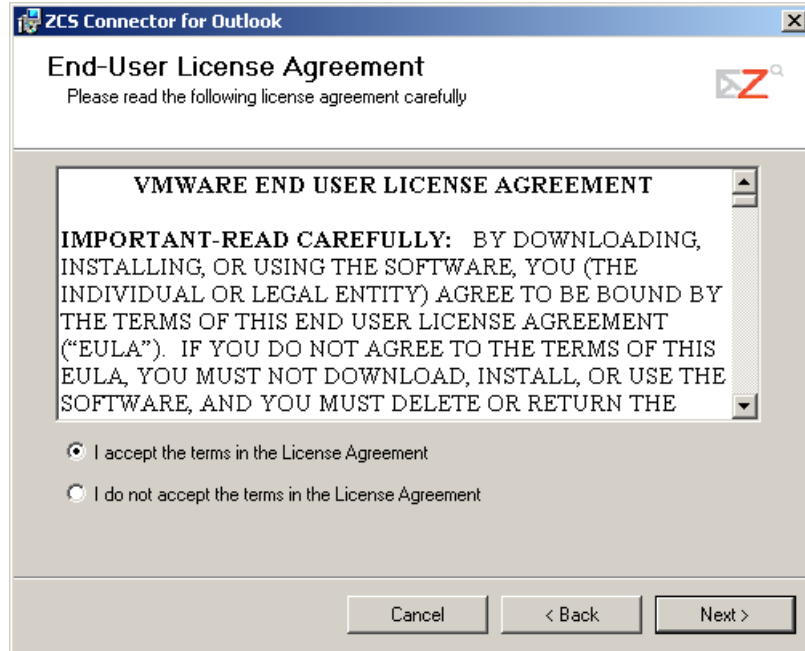 ZCS Connector for Outlook
End-User License Agreement
Please read the following license agreement carefully
Z
VMWARE END USER LICENSE AGREEMENT
IMPORTANT-READ CAREFULLY: BY DOWNLOADING,
INSTALLING, OR USING THE SOFTWARE, YOU (THE
INDIVIDUAL OR LEGAL ENTITY) AGREE TO BE BOUND BY
THE TERMS OF THIS END USER LICENSE AGREEMENT
(“EULA”). IF YOU DO NOT AGREE TO THE TERMS OF THIS
EULA, YOU MUST NOT DOWNLOAD, INSTALL, OR USE THE
SOFTWARE, AND YOU MUST DELETE OR RETURN THE
I accept the terms in the License Agreement
I do not accept the terms in the License Agreement
Cancel < Back Next >